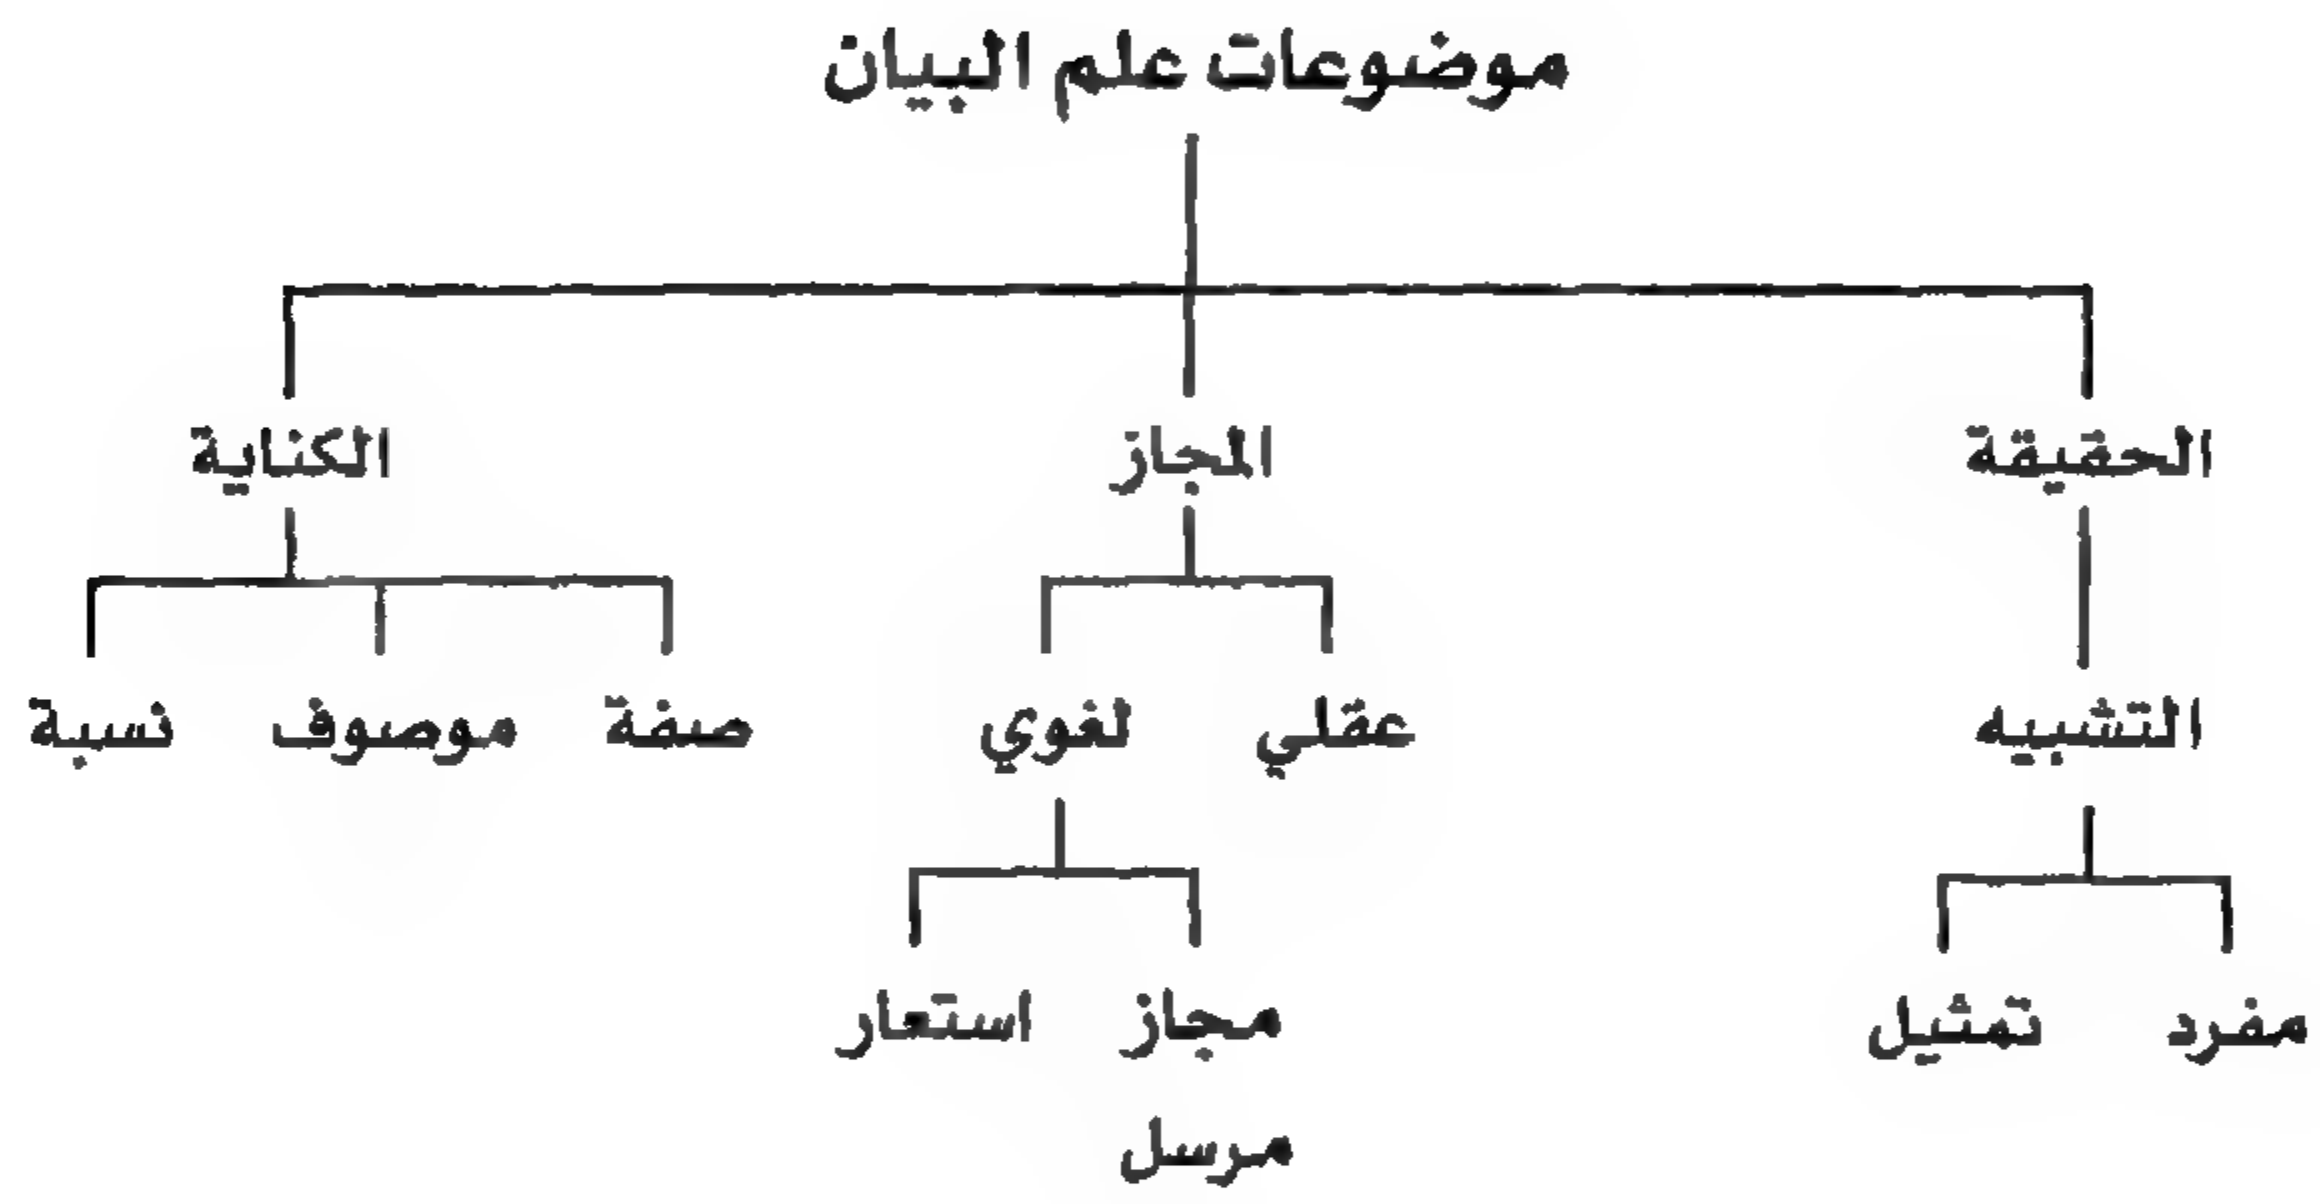 موضوعات علم البيان
الحقيقة المجاز الكناية
التشبيه عقلي لغوي صفة موصوف نسبة
مفرد تمثيل مجاز استعار
مرسل